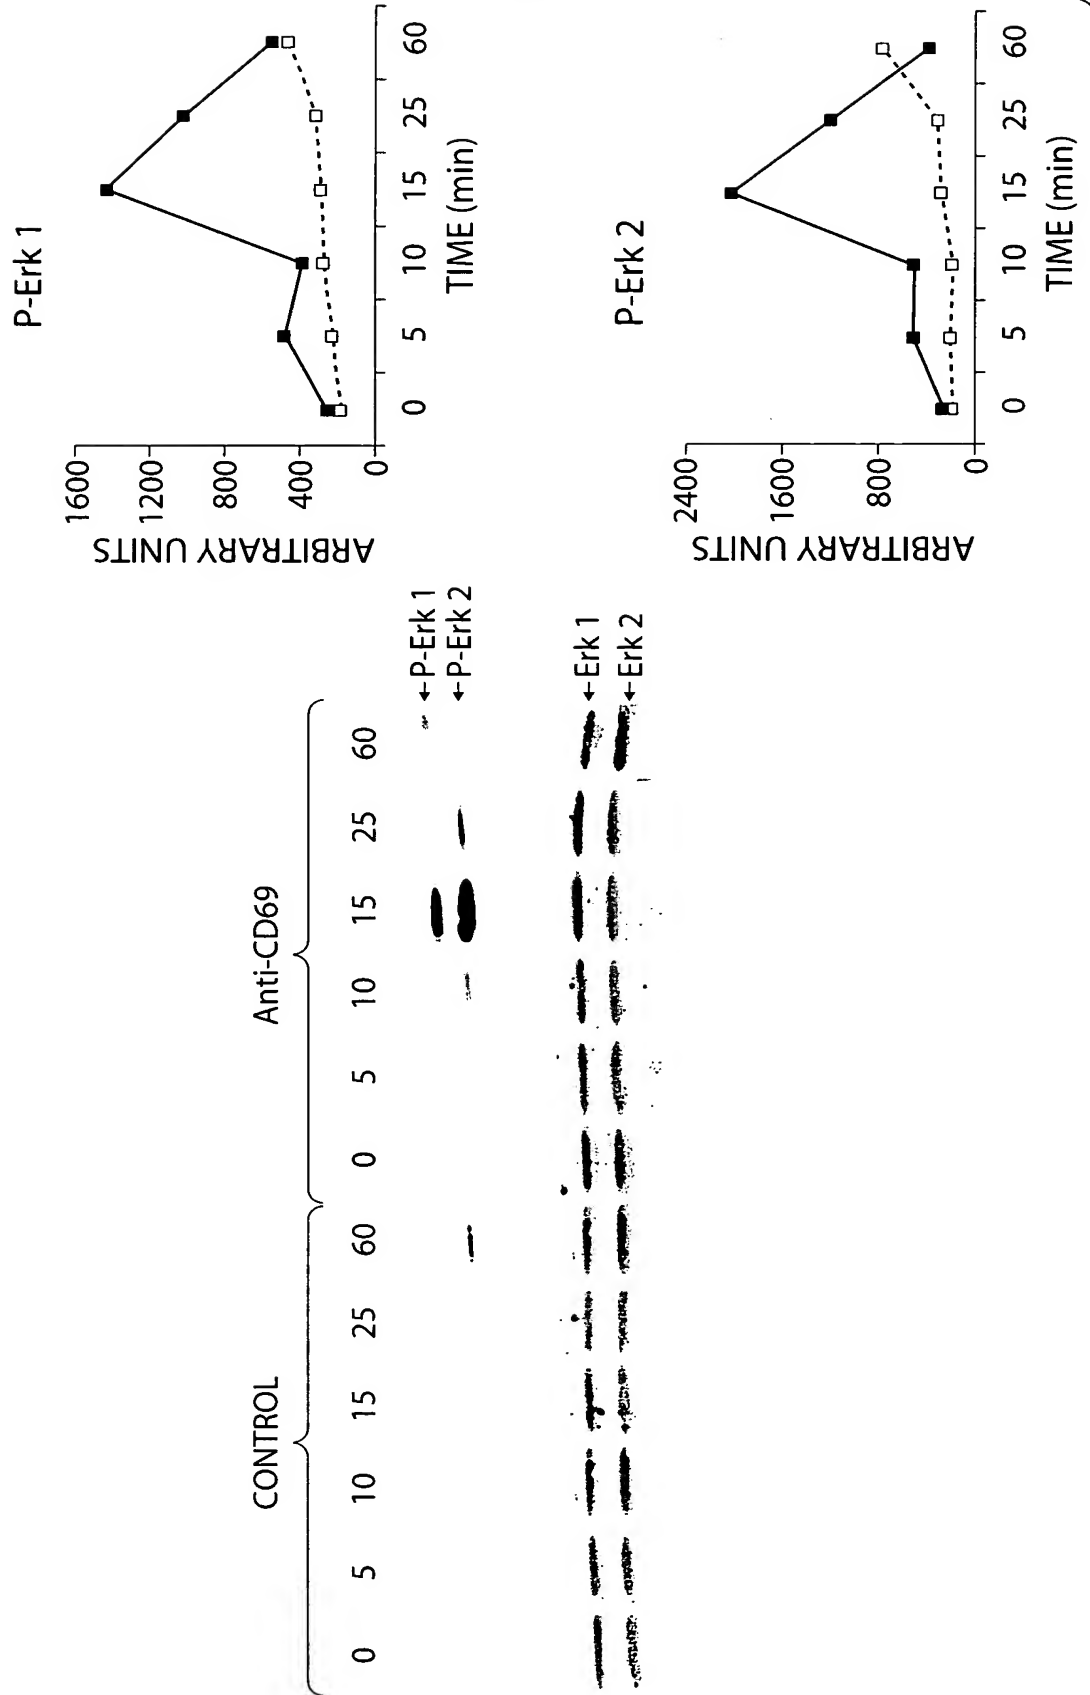 CONTROL
Anti-CD69
0 5 10 15 25 60 0 5 10 15 25 60
←P-Erk 1
←P-Erk 2
←Erk 1
←Erk 2
P-Erk 1
ARBITRARY UNITS
1600
1200
800
400
0
0 5 10 15 25 60
TIME (min)
P-Erk 2
ARBITRARY UNITS
2400
1600
800
0
0 5 10 15 25 60
TIME (min)